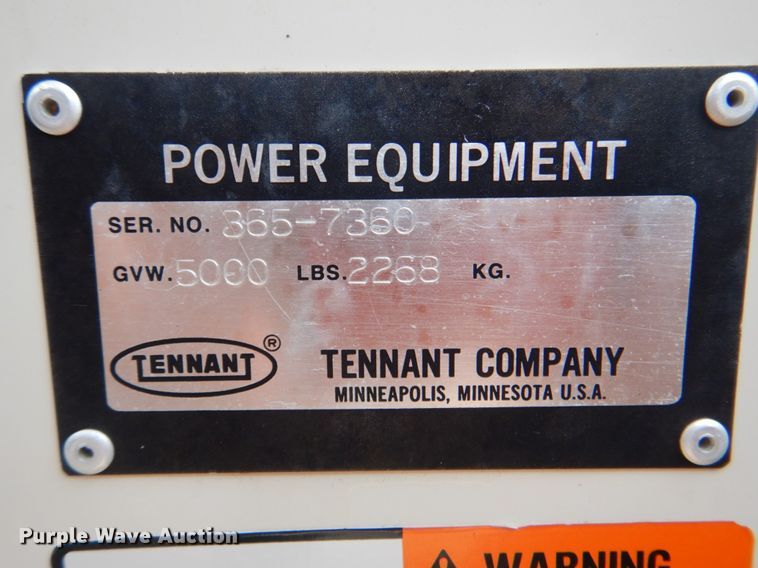 POWER EQUIPMENT
SER. NO. 365-7360
GVW. 5000 LBS. 2268 KG.
TENNANT ®
TENNANT COMPANY
MINNEAPOLIS, MINNESOTA U.S.A.
WARNING
Purple Wave Auction